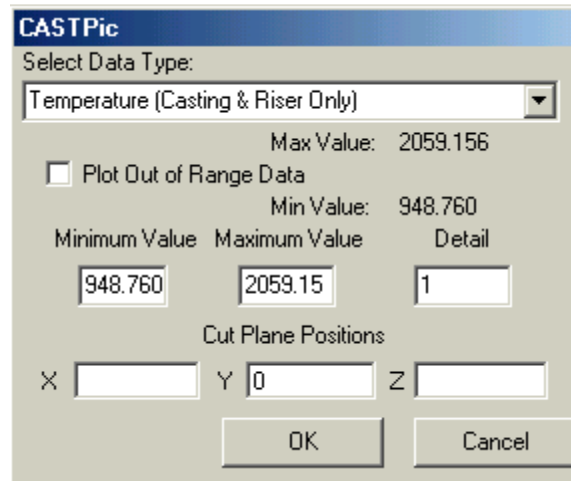 CASTPic
Select Data Type:
Temperature (Casting & Riser Only)
Max Value: 2059.156
Plot Out of Range Data
Min Value: 948.760
Minimum Value Maximum Value Detail
948.760 2059.15 1
Cut Plane Positions
X Y 0 Z
OK Cancel